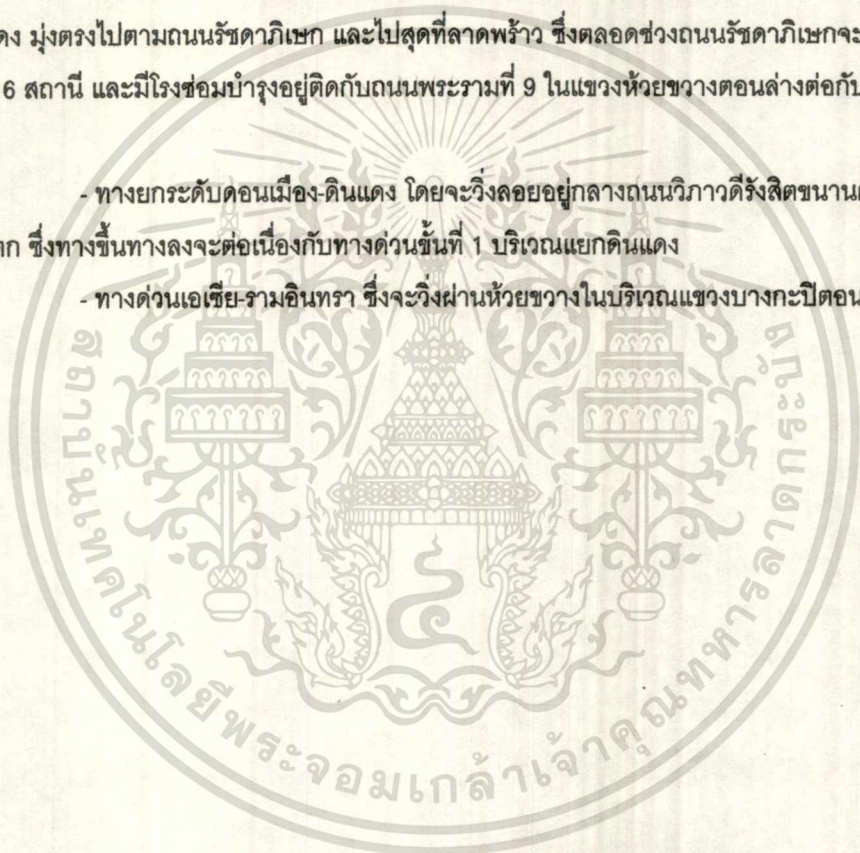 ดง มุ่งตรงไปตามถนนรัชดาภิเษก และไปสุดที่ลาดพร้าว ซึ่งตลอดช่วงถนนรัชดาภิเษกจะ
6 สถานี และมีโรงซ่อมบำรุงอยู่ติดกับถนนพระรามที่ 9 ในแขวงห้วยขวางตอนล่างต่อกับ
- ทางยกระดับดอนเมือง-ดินแดง โดยจะวิ่งลอยอยู่กลางถนนวิภาวดีรังสิตขนาน
ซึ่งทางขึ้นทางลงจะต่อเนื่องกับทางด่วนขั้นที่ 1 บริเวณแยกดินแดง
- ทางด่วนเอเซีย-รามอินทรา ซึ่งจะวิ่งผ่านห้วยขวางในบริเวณแขวงบางกะปิตอน
สถาบันเทคโนโลยีพระจอมเกล้าเจ้าคุณทหารลาดกระบัง